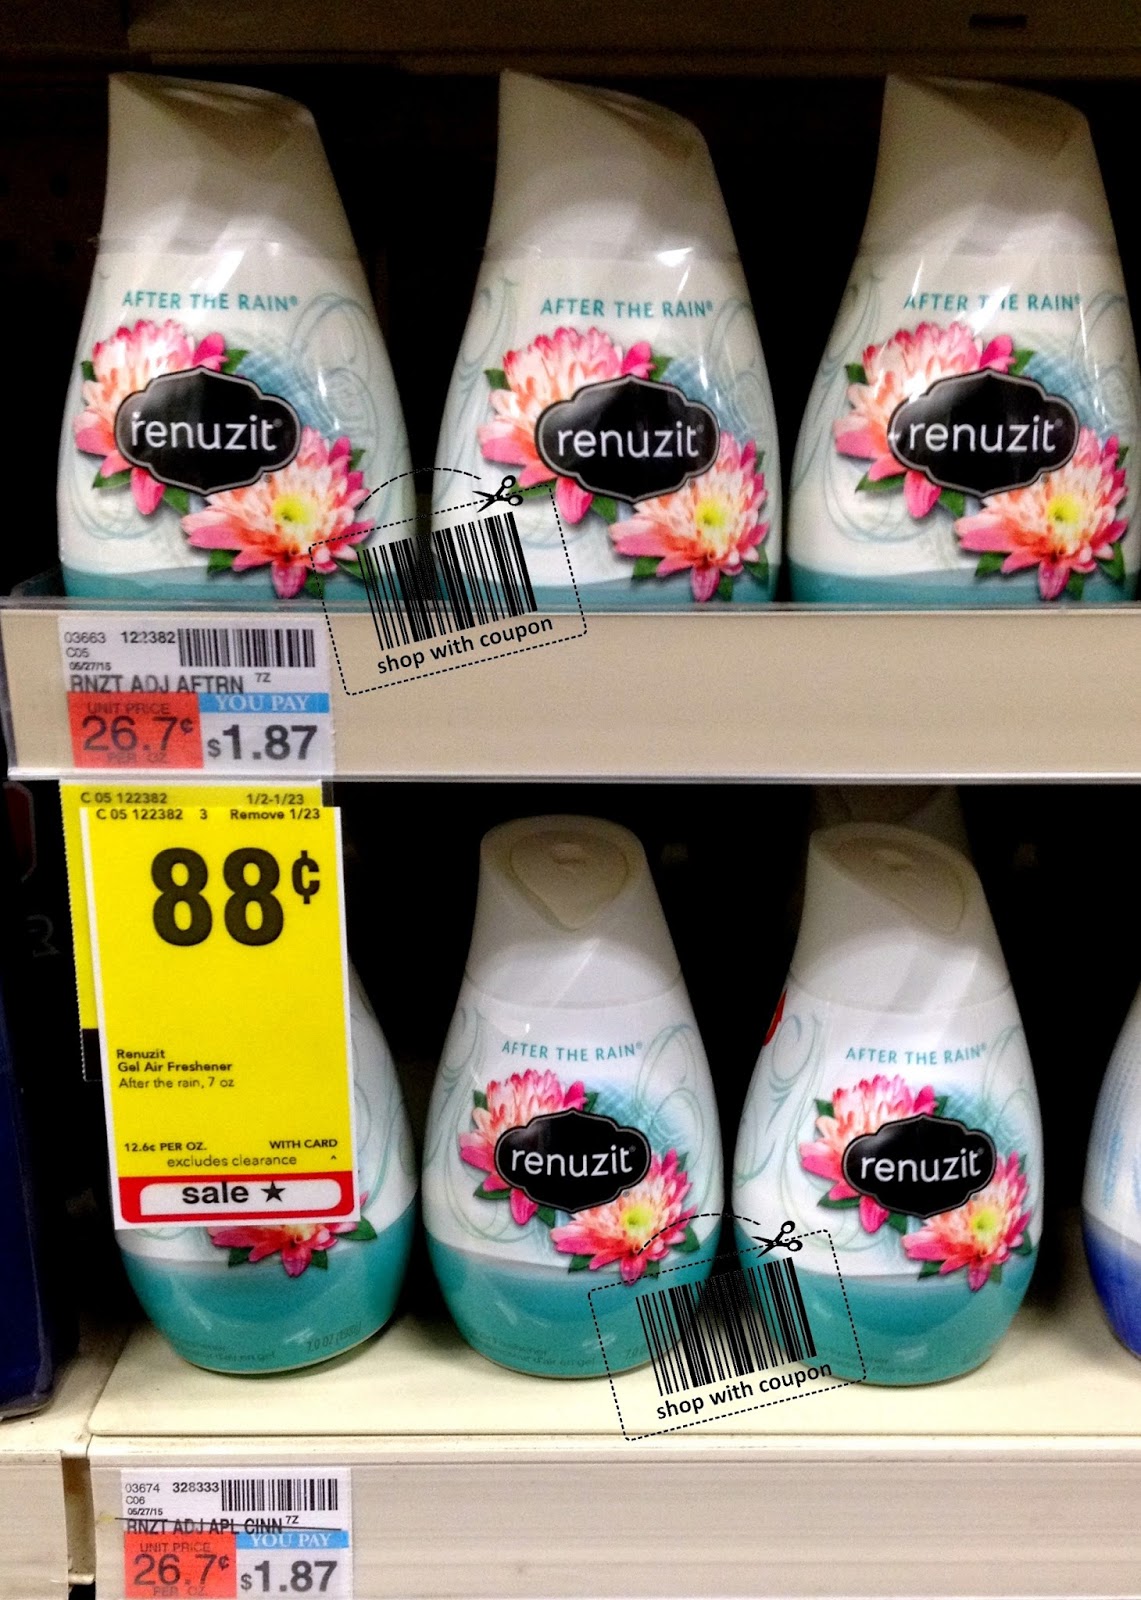 AFTER THE RAIN®
renuzit
AFTER THE RAIN®
renuzit
AFTER THE RAIN®
renuzit
shop with coupon
03663 122382
C05
05/27/15
RNZT ADJ AFTRN 7Z
UNIT PRICE
YOU PAY
26.7¢
$1.87
PER OZ
C 05 122382 1/2-1/23
C 05 122382 3 Remove 1/23
88¢
Renuzit
Gel Air Freshener
After the rain, 7 oz
12.6¢ PER OZ. WITH CARD
excludes clearance ^
sale ★
AFTER THE RAIN®
renuzit
AFTER THE RAIN®
renuzit
7.0 OZ
shop with coupon
03674 328333
C06
05/27/15
RNZT ADJ APL CINN 7Z
UNIT PRICE
YOU PAY
26.7¢
$1.87
PER OZ